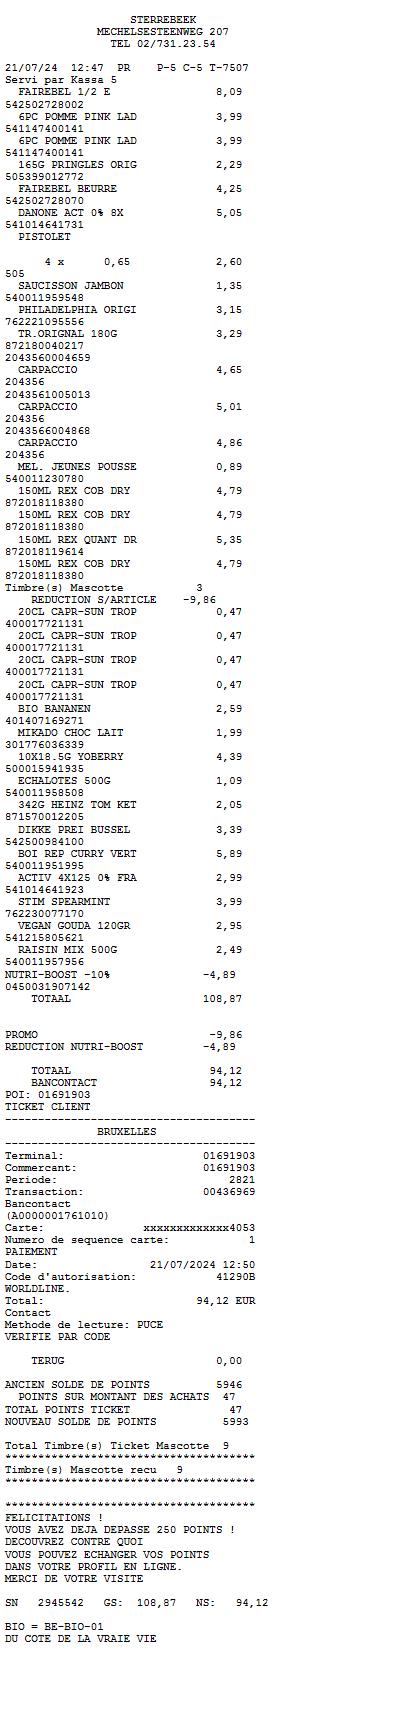 STERREBEEK
MECHELSESTEENWEG 207
TEL 02/731.23.54
21/07/24 12:47 PR P-5 C-5 T-7507
Servi par Kassa 5
FAIREBEL 1/2 E 8,09
542502728002
6PC POMME PINK LAD 3,99
541147400141
6PC POMME PINK LAD 3,99
541147400141
165G PRINGLES ORIG 2,29
505399012772
FAIREBEL BEURRE 4,25
542502728070
DANONE ACT 0% 8X 5,05
541014641731
PISTOLET
4 x 0,65 2,60
505
SAUCISSON JAMBON 1,35
540011959548
PHILADELPHIA ORIGI 3,15
762221095556
TR.ORIGNAL 180G 3,29
872180040217
2043560004659
CARPACCIO 4,65
204356
2043561005013
CARPACCIO 5,01
204356
2043566004868
CARPACCIO 4,86
204356
MEL. JEUNES POUSSE 0,89
540011230780
150ML REX COB DRY 4,79
872018118380
150ML REX COB DRY 4,79
872018118380
150ML REX QUANT DR 5,35
872018119614
150ML REX COB DRY 4,79
872018118380
Timbre(s) Mascotte 3
REDUCTION S/ARTICLE -9,86
20CL CAPR-SUN TROP 0,47
400017721131
20CL CAPR-SUN TROP 0,47
400017721131
20CL CAPR-SUN TROP 0,47
400017721131
20CL CAPR-SUN TROP 0,47
400017721131
BIO BANANEN 2,59
401407169271
MIKADO CHOC LAIT 1,99
301776036339
10X18.5G YOBERRY 4,39
500015941935
ECHALOTES 500G 1,09
540011958508
342G HEINZ TOM KET 2,05
871570012205
DIKKE PREI BUSSEL 3,39
542500984100
BOI REP CURRY VERT 5,89
540011951995
ACTIV 4X125 0% FRA 2,99
541014641923
STIM SPEARMINT 3,99
762230077170
VEGAN GOUDA 120GR 2,95
541215805621
RAISIN MIX 500G 2,49
540011957956
NUTRI-BOOST -10% -4,89
0450031907142
TOTAAL 108,87
PROMO -9,86
REDUCTION NUTRI-BOOST -4,89
TOTAAL 94,12
BANCONTACT 94,12
POI: 01691903
TICKET CLIENT
--------------------------------------
BRUXELLES
--------------------------------------
Terminal: 01691903
Commercant: 01691903
Periode: 2821
Transaction: 00436969
Bancontact
(A0000001761010)
Carte: xxxxxxxxxxxxx4053
Numero de sequence carte: 1
PAIEMENT
Date: 21/07/2024 12:50
Code d'autorisation: 41290B
WORLDLINE.
Total: 94,12 EUR
Contact
Methode de lecture: PUCE
VERIFIE PAR CODE
TERUG 0,00
ANCIEN SOLDE DE POINTS 5946
POINTS SUR MONTANT DES ACHATS 47
TOTAL POINTS TICKET 47
NOUVEAU SOLDE DE POINTS 5993
Total Timbre(s) Ticket Mascotte 9
**************************************
Timbre(s) Mascotte recu 9
**************************************
**************************************
FELICITATIONS !
VOUS AVEZ DEJA DEPASSE 250 POINTS !
DECOUVREZ CONTRE QUOI
VOUS POUVEZ ECHANGER VOS POINTS
DANS VOTRE PROFIL EN LIGNE.
MERCI DE VOTRE VISITE
SN 2945542 GS: 108,87 NS: 94,12
BIO = BE-BIO-01
DU COTE DE LA VRAIE VIE